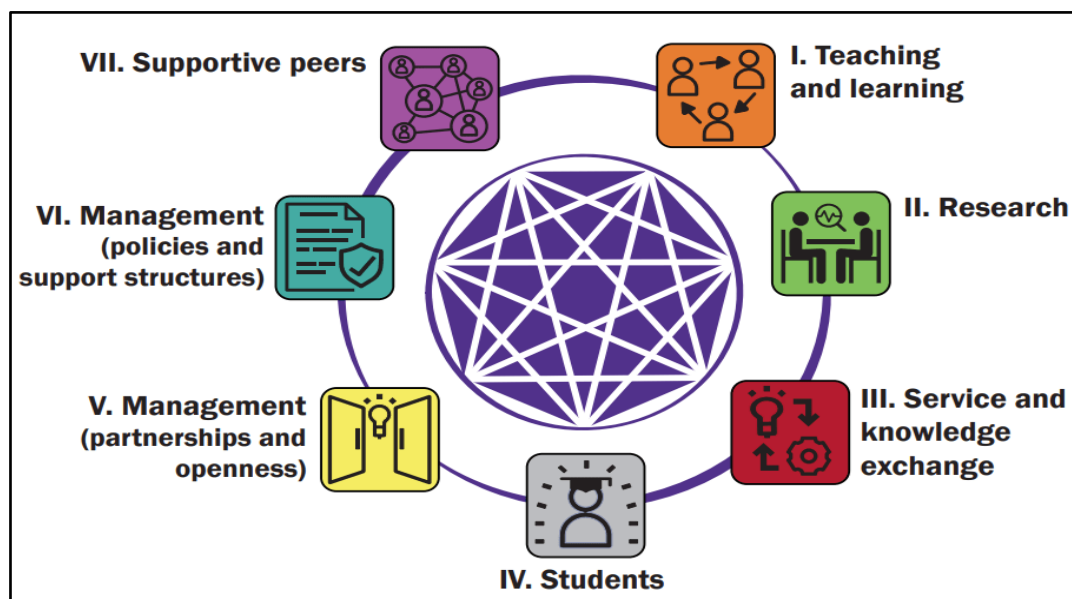 I. Teaching
and learning
II. Research
III. Service and
knowledge
exchange
IV. Students
V. Management
(partnerships and
openness)
VI. Management
(policies and
support structures)
VII. Supportive peers